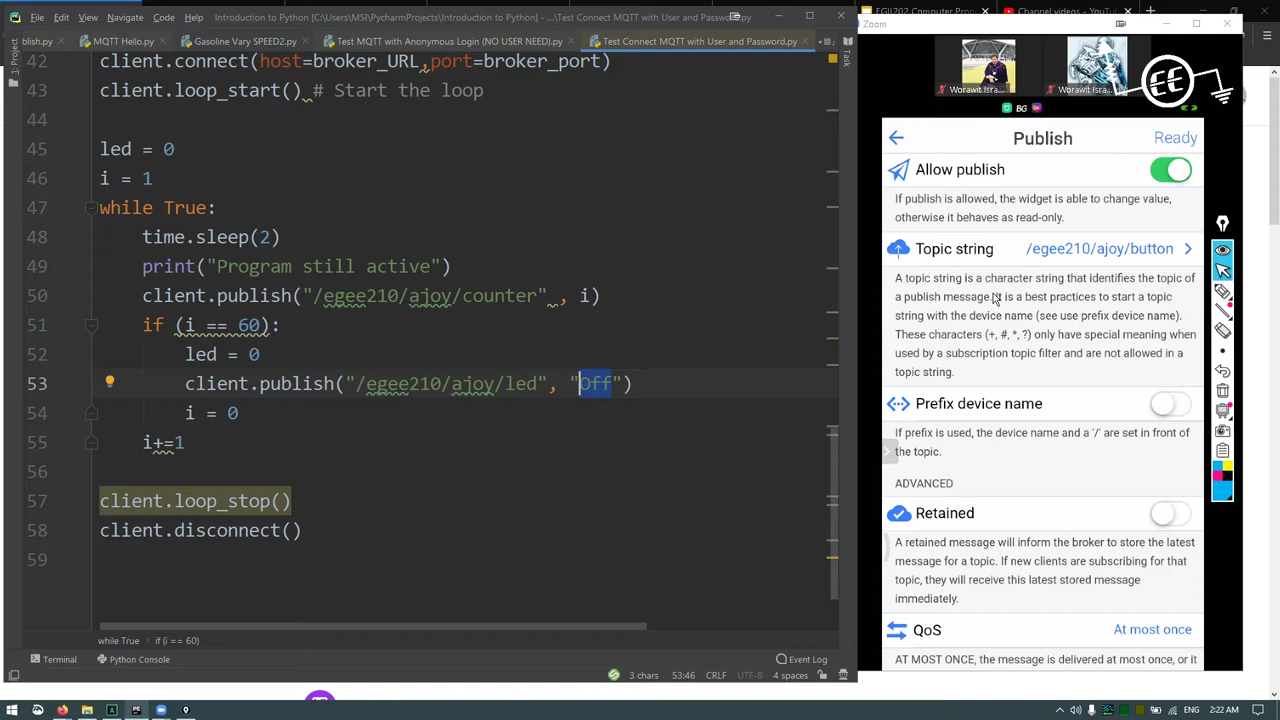 EGII202
Channel videos - YouTube
File
Edit
View
Navigate
Introduction to Python [C:\Users\MSI\PycharmProjects\Introduction to Python] - ...\Test Connect MQTT with User and Password.py
Zoom
blish.py
MQTT Hello
Gasoline Vary SPEED2.py
Test MQTT with Anonymous Login (NO USER NEED).py
Test Connect MQTT with User and Password.py
1: Project
Task
Worawit Isra...
Worawit Isra...
EE
BG
42 client.connect(host=broker_URL,port=broker_port)
43 client.loop_start() # Start the loop
44
45 led = 0
46 i = 1
47 while True:
48 time.sleep(2)
49 print("Program still active")
50 client.publish("/egee210/ajoy/counter" , i)
51 if (i == 60):
52 led = 0
53 client.publish("/egee210/ajoy/led", "Off")
54 i = 0
55 i+=1
56
57 client.loop_stop()
58 client.disconnect()
59
while True
if (i == 60)
Terminal
Python Console
Event Log
3 chars
53:46
CRLF
UTF-8
4 spaces
Publish
Ready
Allow publish
If publish is allowed, the widget is able to change value,
otherwise it behaves as read-only.
Topic string
/egee210/ajoy/button
A topic string is a character string that identifies the topic of
a publish message. It is a best practices to start a topic
string with the device name (see use prefix device name).
These characters (+, #, *, ?) only have special meaning when
used by a subscription topic filter and are not allowed in a
topic string.
Prefix device name
If prefix is used, the device name and a '/' are set in front of
the topic.
ADVANCED
Retained
A retained message will inform the broker to store the latest
message for a topic. If new clients are subscribing for that
topic, they will receive this latest stored message
immediately.
QoS
At most once
AT MOST ONCE, the message is delivered at most once, or it
ENG
2:22 AM